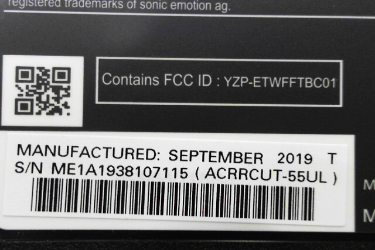 registered trademarks of sonic emotion ag.
Contains FCC ID : YZP-ETWFFTBC01
MANUFACTURED: SEPTEMBER 2019 T
S/N ME1A1938107115 ( ACRRCUT-55UL )
M
M